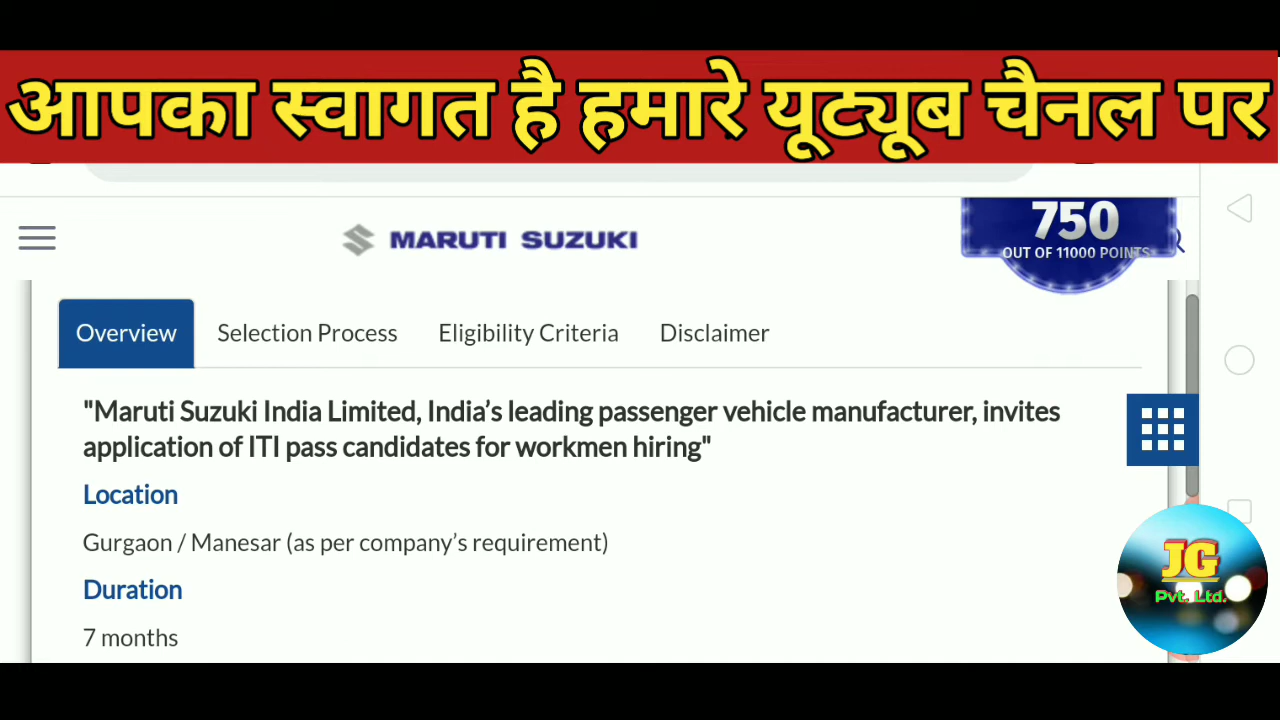 आपका स्वागत है हमारे यूट्यूब चैनल पर
MARUTI SUZUKI
750
OUT OF 11000 POINTS
Overview Selection Process Eligibility Criteria Disclaimer
"Maruti Suzuki India Limited, India’s leading passenger vehicle manufacturer, invites
application of ITI pass candidates for workmen hiring"
Location
Gurgaon / Manesar (as per company’s requirement)
Duration
7 months
JG
Pvt. Ltd.